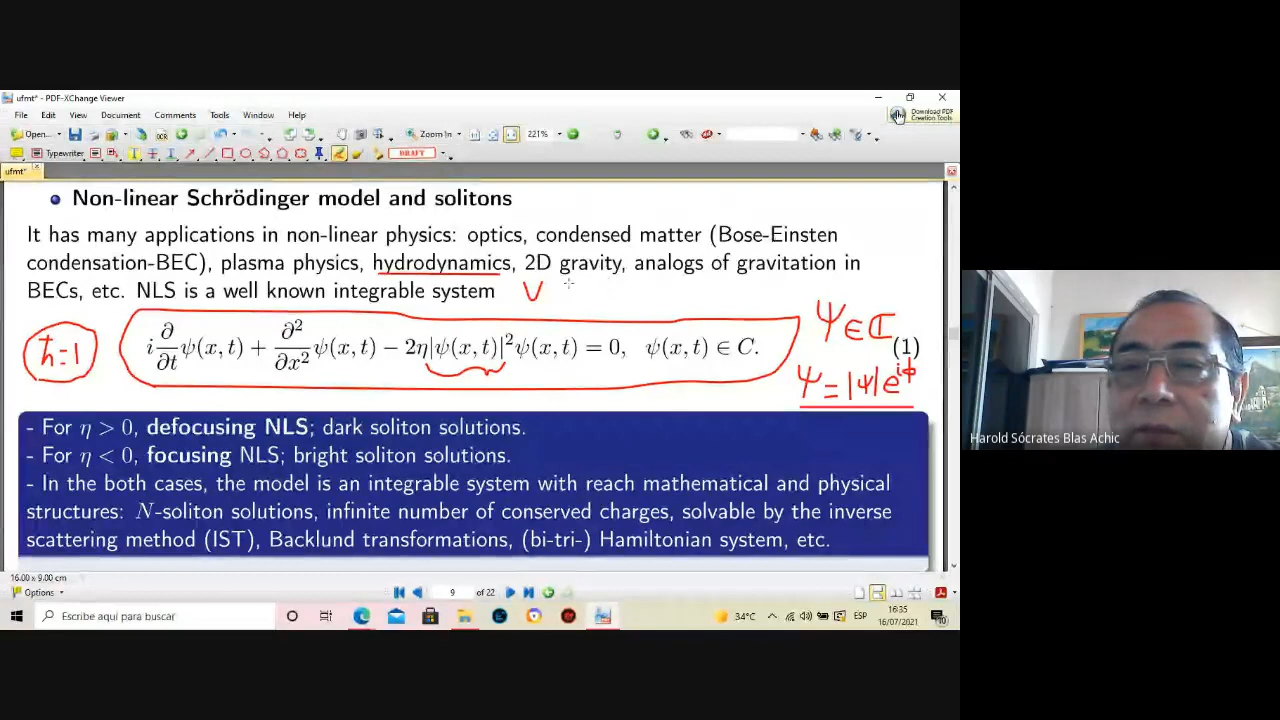 ufmt* - PDF-XChange Viewer
File Edit View Document Comments Tools Window Help
Download PDF Creation Tools
Open... OCR Zoom In 221%
Typewriter DRAFT
ufmt*
Non-linear Schrödinger model and solitons
It has many applications in non-linear physics: optics, condensed matter (Bose-Einsten
condensation-BEC), plasma physics, hydrodynamics, 2D gravity, analogs of gravitation in
BECs, etc. NLS is a well known integrable system V
ħ=1 i ∂/∂t ψ(x, t) + ∂²/∂x² ψ(x, t) − 2η|ψ(x, t)|²ψ(x, t) = 0, ψ(x, t) ∈ C. (1)
ψ∈ℂ
ψ=|ψ|e^{iϕ}
- For η > 0, defocusing NLS; dark soliton solutions.
- For η < 0, focusing NLS; bright soliton solutions.
- In the both cases, the model is an integrable system with reach mathematical and physical
structures: N-soliton solutions, infinite number of conserved charges, solvable by the inverse
scattering method (IST), Backlund transformations, (bi-tri-) Hamiltonian system, etc.
16.00 x 9.00 cm
Options 9 of 22
Escribe aquí para buscar 34°C ESP 16:35
16/07/2021
Harold Sócrates Blas Achic